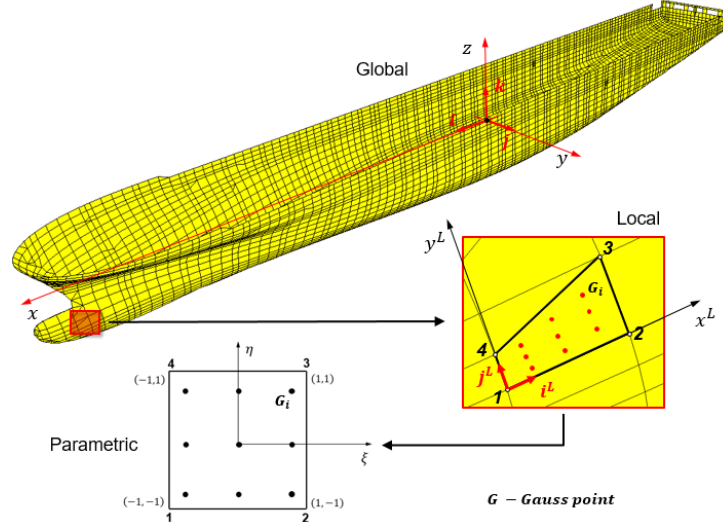 z
Global
k
i
j
y
x
Local
y^L
3
G_i
x^L
2
4
j^L
i^L
1
η
4
3
(−1,1)
(1,1)
G_i
Parametric
ξ
(−1,−1)
(1,−1)
1
2
G − Gauss point